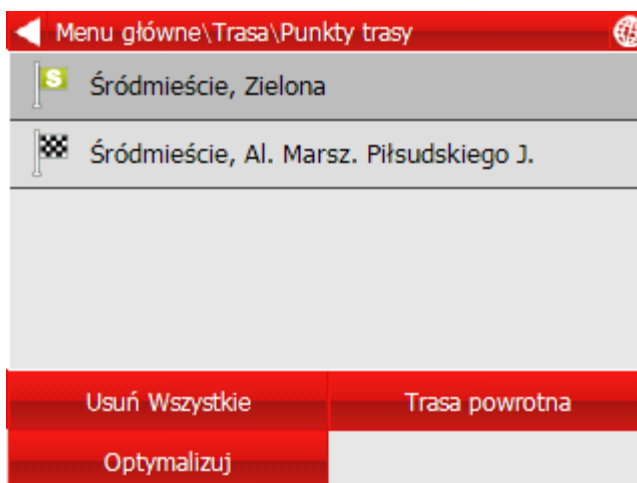 Menu główne\Trasa\Punkty trasy
S
Śródmieście, Zielona
Śródmieście, Al. Marsz. Piłsudskiego J.
Usuń Wszystkie
Trasa powrotna
Optymalizuj